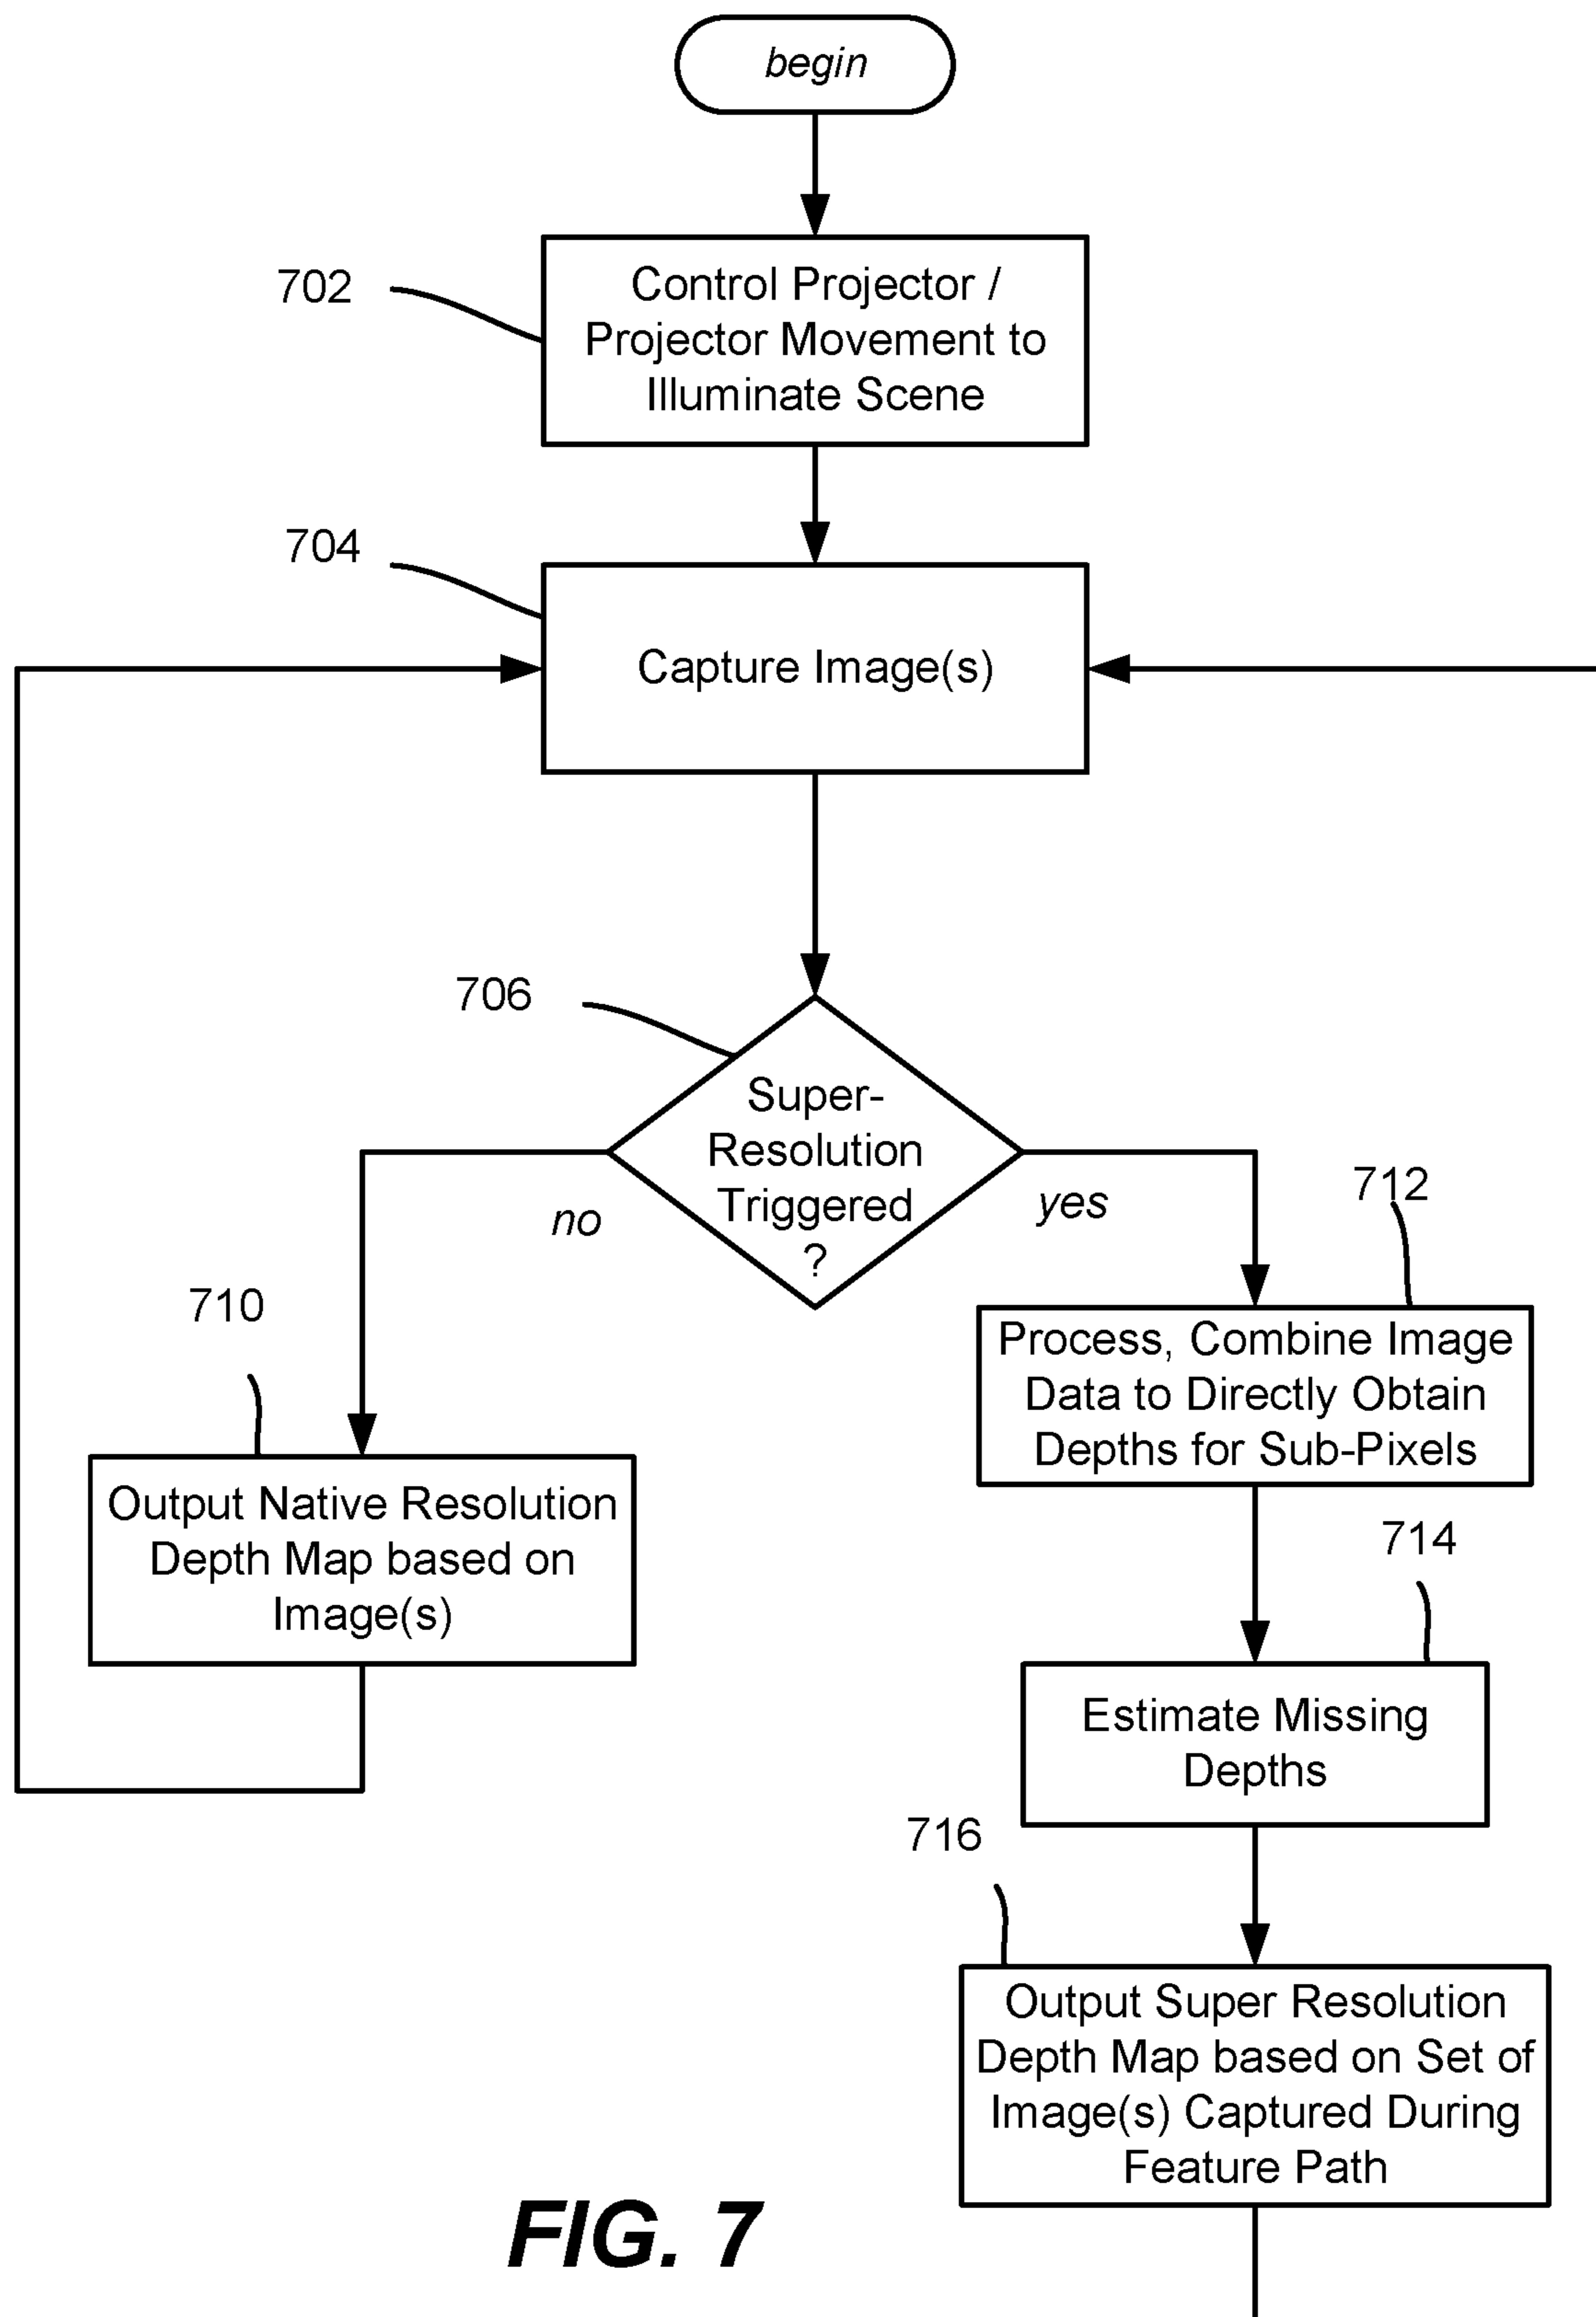 begin
702
Control Projector /
Projector Movement to
Illuminate Scene
704
Capture Image(s)
706
Super-
Resolution
Triggered
?
no
yes
712
Process, Combine Image
Data to Directly Obtain
Depths for Sub-Pixels
710
Output Native Resolution
Depth Map based on
Image(s)
714
Estimate Missing
Depths
716
Output Super Resolution
Depth Map based on Set of
Image(s) Captured During
Feature Path
FIG. 7